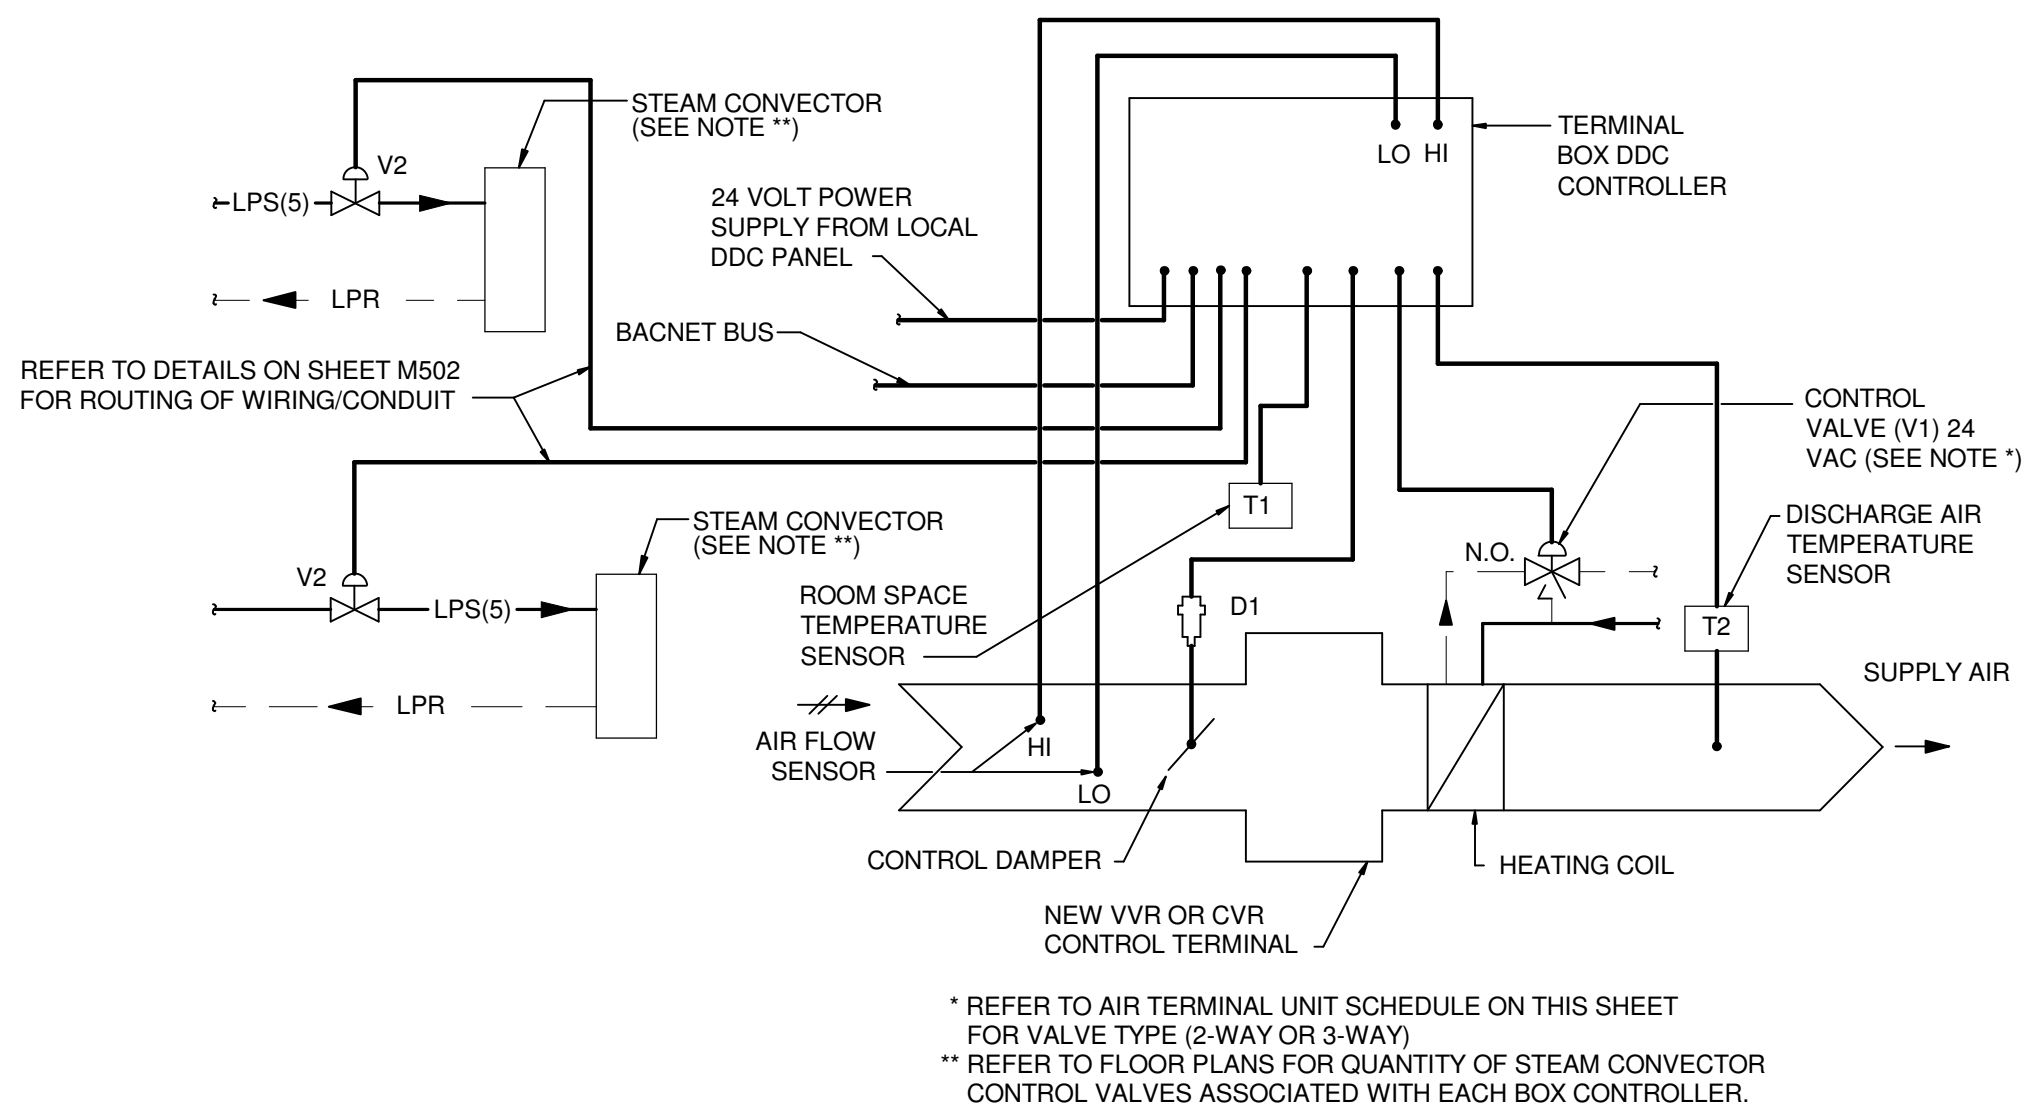 STEAM CONVECTOR
(SEE NOTE **)
V2
LPS(5)
LPR
24 VOLT POWER
SUPPLY FROM LOCAL
DDC PANEL
BACNET BUS
LO HI
TERMINAL
BOX DDC
CONTROLLER
REFER TO DETAILS ON SHEET M502
FOR ROUTING OF WIRING/CONDUIT
CONTROL
VALVE (V1) 24
VAC (SEE NOTE *)
T1
STEAM CONVECTOR
(SEE NOTE **)
V2
LPS(5)
LPR
ROOM SPACE
TEMPERATURE
SENSOR
D1
N.O.
DISCHARGE AIR
TEMPERATURE
SENSOR
T2
SUPPLY AIR
AIR FLOW
SENSOR
HI
LO
CONTROL DAMPER
HEATING COIL
NEW VVR OR CVR
CONTROL TERMINAL
* REFER TO AIR TERMINAL UNIT SCHEDULE ON THIS SHEET
FOR VALVE TYPE (2-WAY OR 3-WAY)
** REFER TO FLOOR PLANS FOR QUANTITY OF STEAM CONVECTOR
CONTROL VALVES ASSOCIATED WITH EACH BOX CONTROLLER.